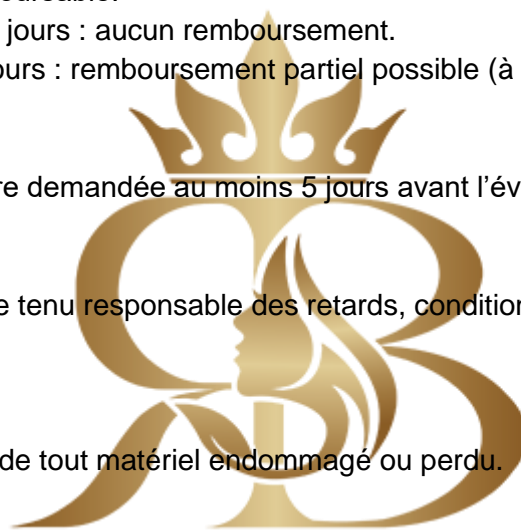 jours : aucun remboursement.
ours : remboursement partiel possible (à
re demandée au moins 5 jours avant l'év
e tenu responsable des retards, condition
de tout matériel endommagé ou perdu.